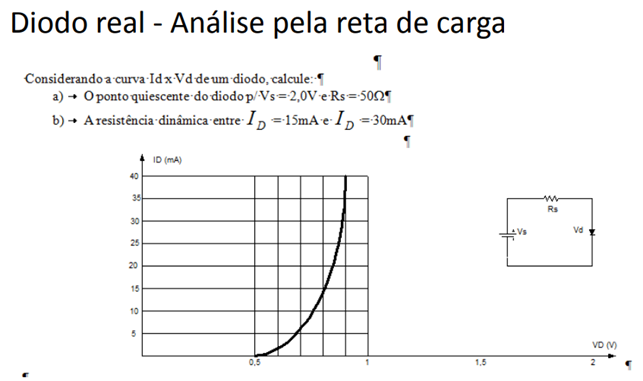 Diodo real - Análise pela reta de carga
¶
Considerando·a·curva·Id·x·Vd·de·um·diodo,·calcule:·¶
a)→ O·ponto·quiescente·do·diodo·p/·Vs·=·2,0V·e·Rs·=·50Ω¶
b)→ A·resistência·dinâmica·entre· I_D ·=·15mA·e· I_D ·=·30mA¶
¶
ID (mA)
40
35
30
25
20
15
10
5
0,5
1
1,5
2
VD (V)
¶
Rs
Vs
Vd
¶